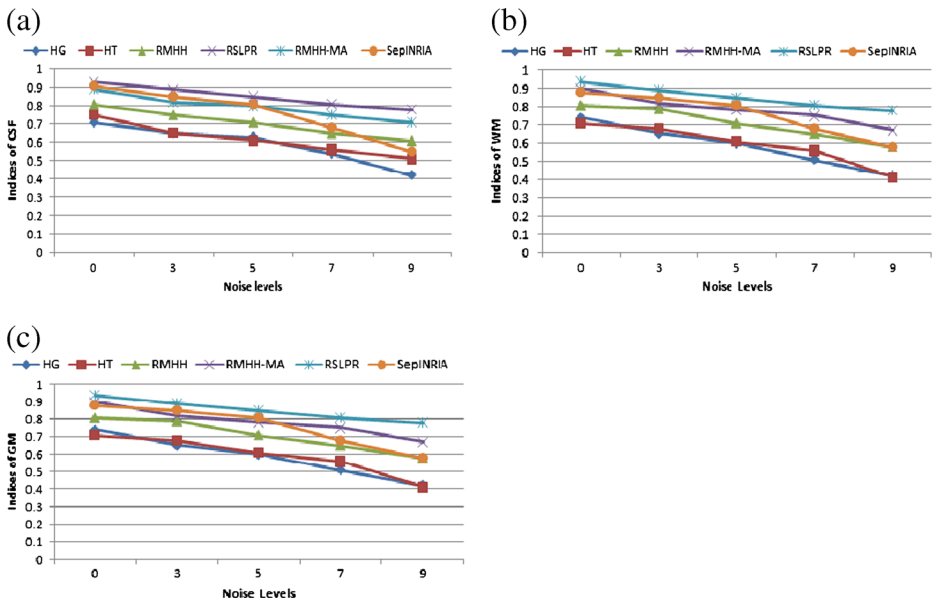 (a)
HG HT RMHH RSLPR RMHH-MA SepINRIA
1
0.9
0.8
0.7
0.6
0.5
0.4
0.3
0.2
0.1
0
Indices of CSF
0 3 5 7 9
Noise levels
(b)
HG HT RMHH RMHH-MA RSLPR SepINRIA
1
0.9
0.8
0.7
0.6
0.5
0.4
0.3
0.2
0.1
0
Indices of WM
0 3 5 7 9
Noise Levels
(c)
HG HT RMHH RMHH-MA RSLPR SepINRIA
1
0.9
0.8
0.7
0.6
0.5
0.4
0.3
0.2
0.1
0
Indices of GM
0 3 5 7 9
Noise Levels